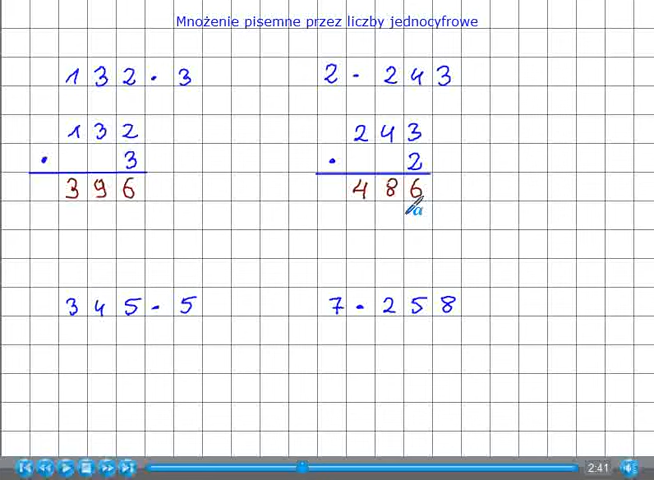 Mnożenie pisemne przez liczby jednocyfrowe
132 · 3
2 · 243
132
· 3
396
243
· 2
486
345 · 5
7 · 258
2:41